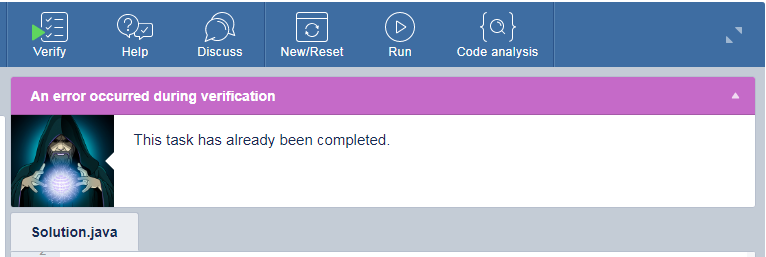 Verify Help Discuss New/Reset Run Code analysis
An error occurred during verification
This task has already been completed.
Solution.java
2